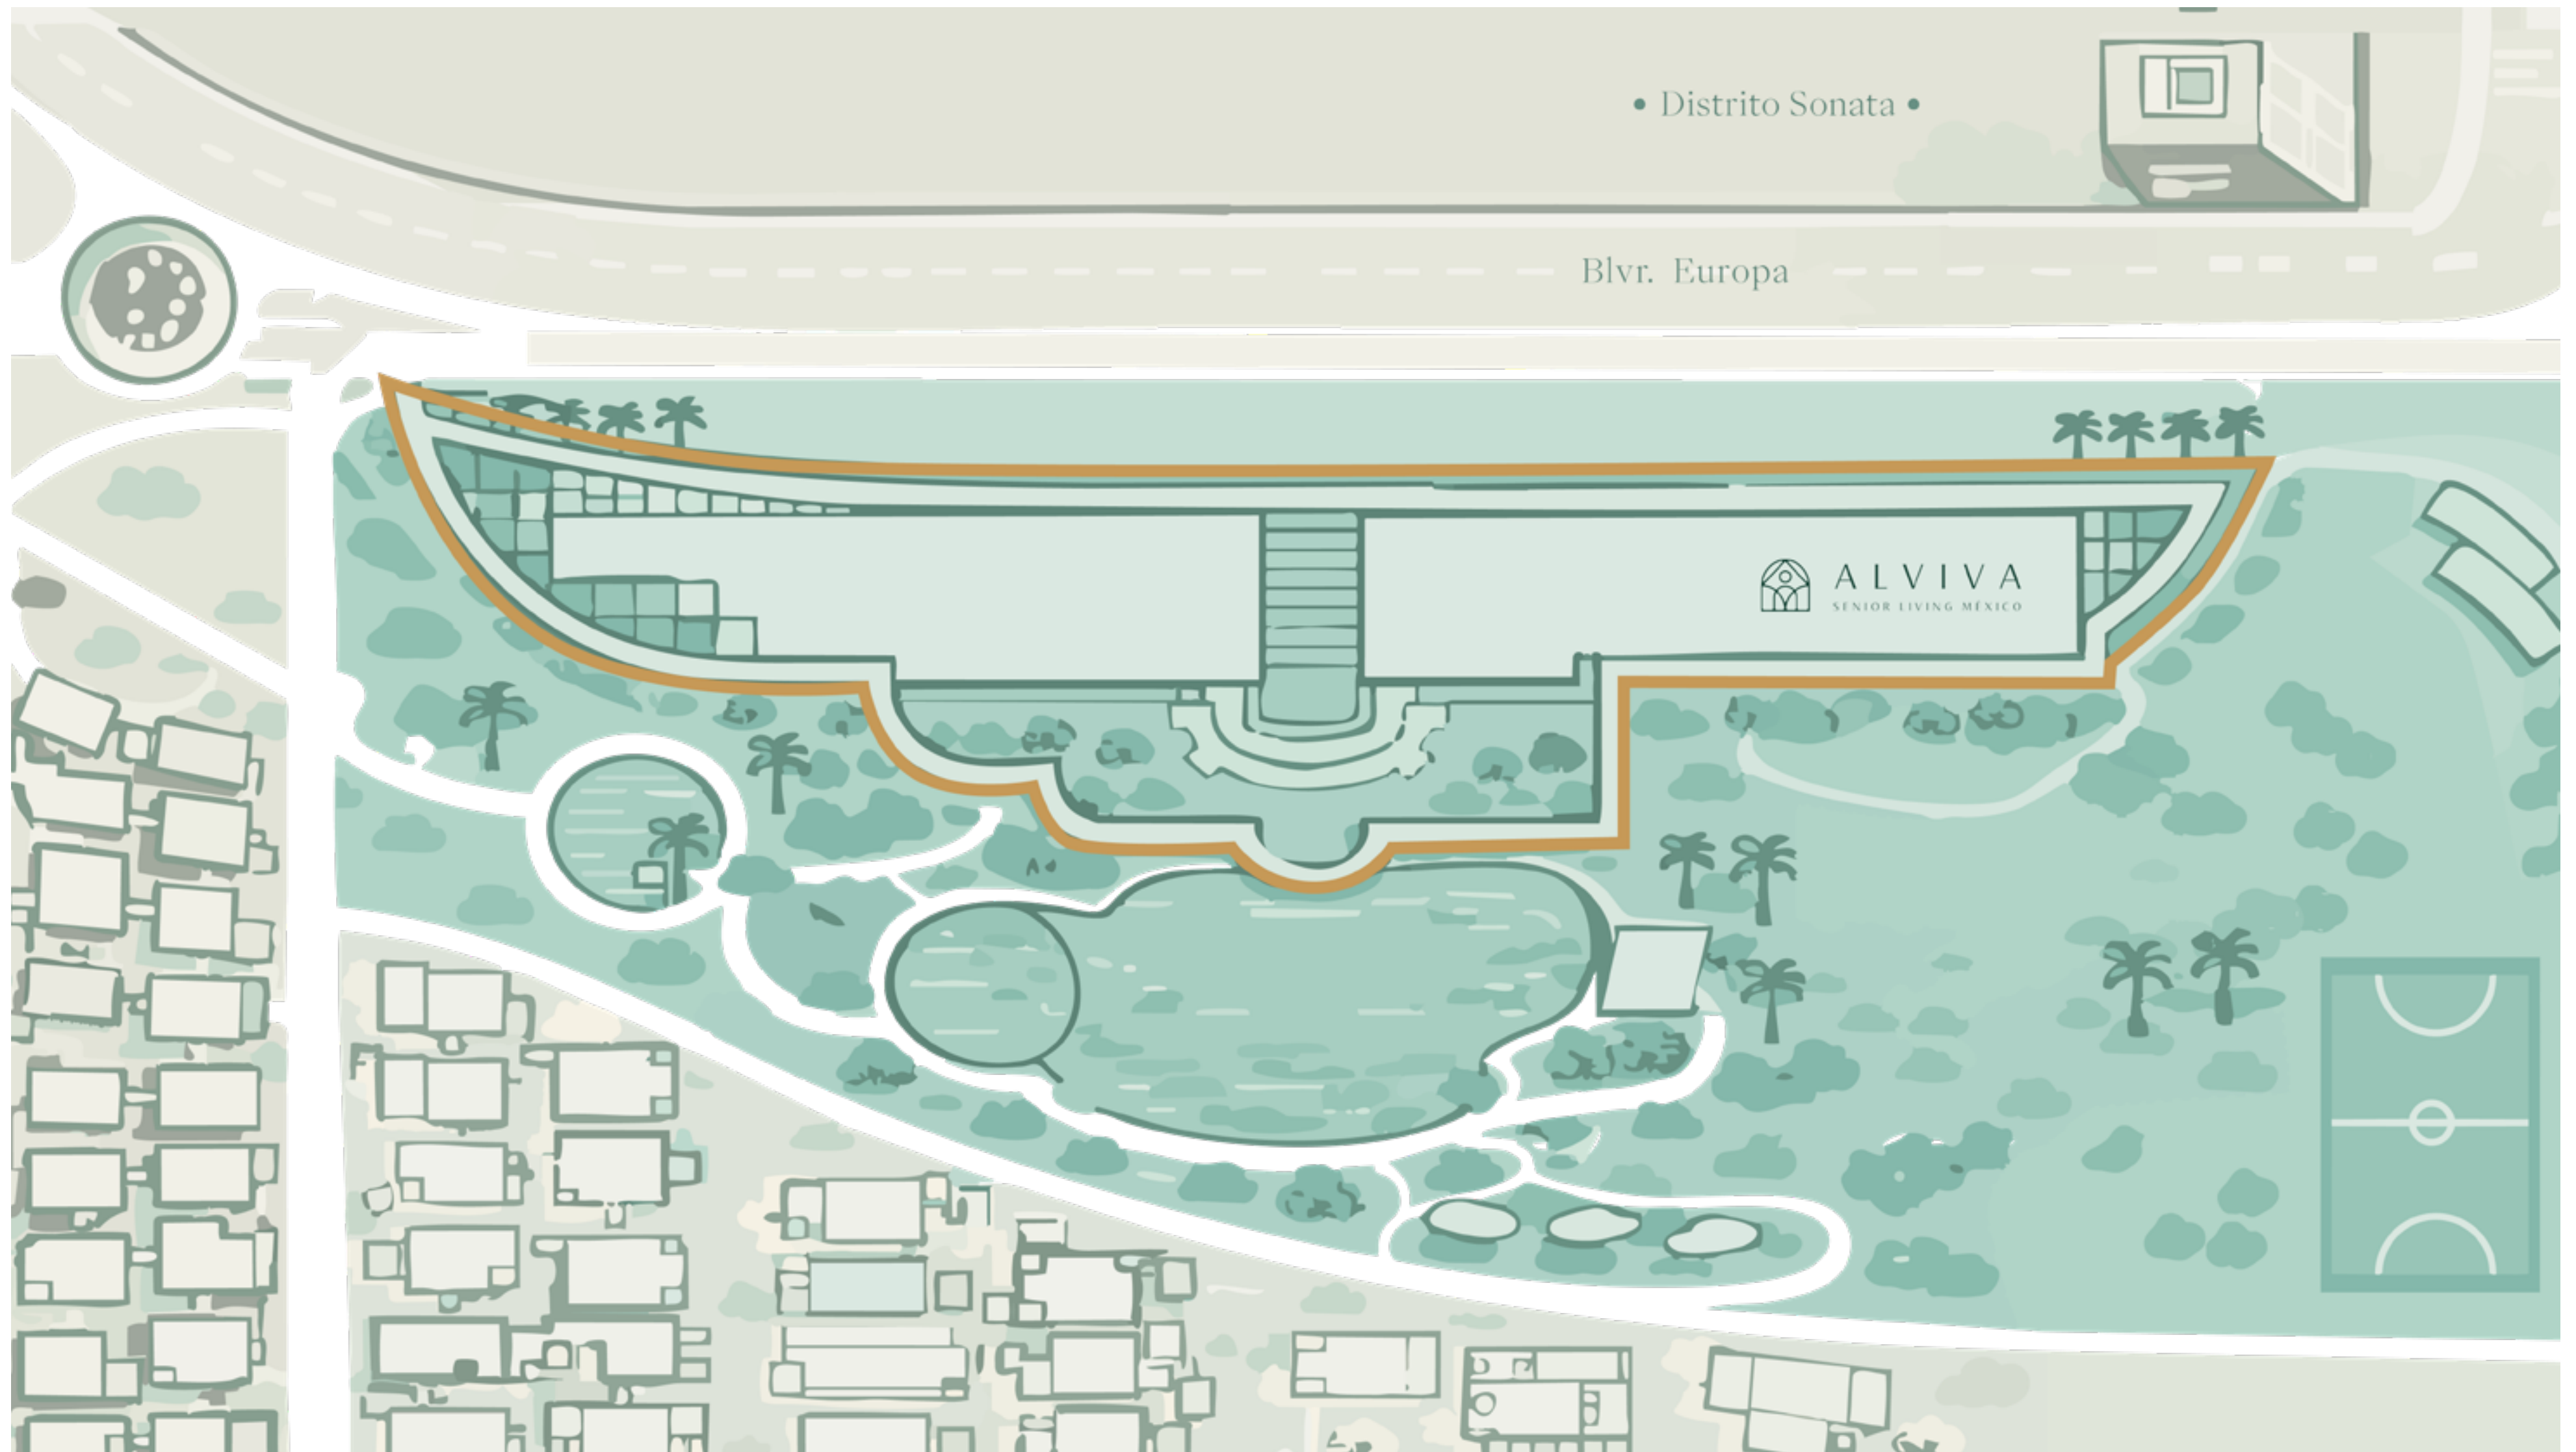 • Distrito Sonata •
Blvr. Europa
ALVIVA
SENIOR LIVING MÉXICO